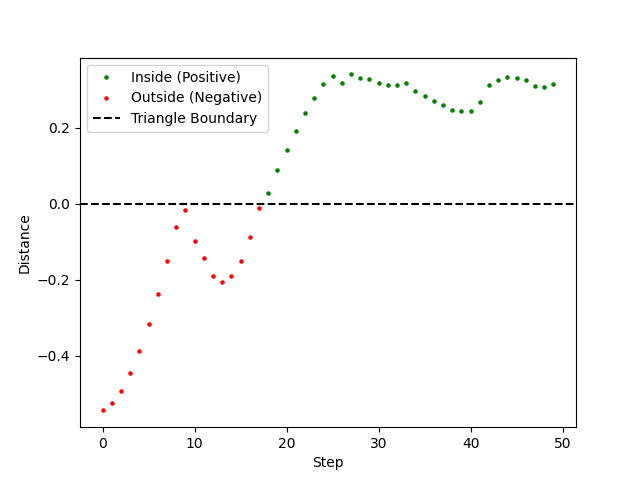 Inside (Positive)
Outside (Negative)
Triangle Boundary
0.2
0.0
−0.2
−0.4
Distance
0 10 20 30 40 50
Step